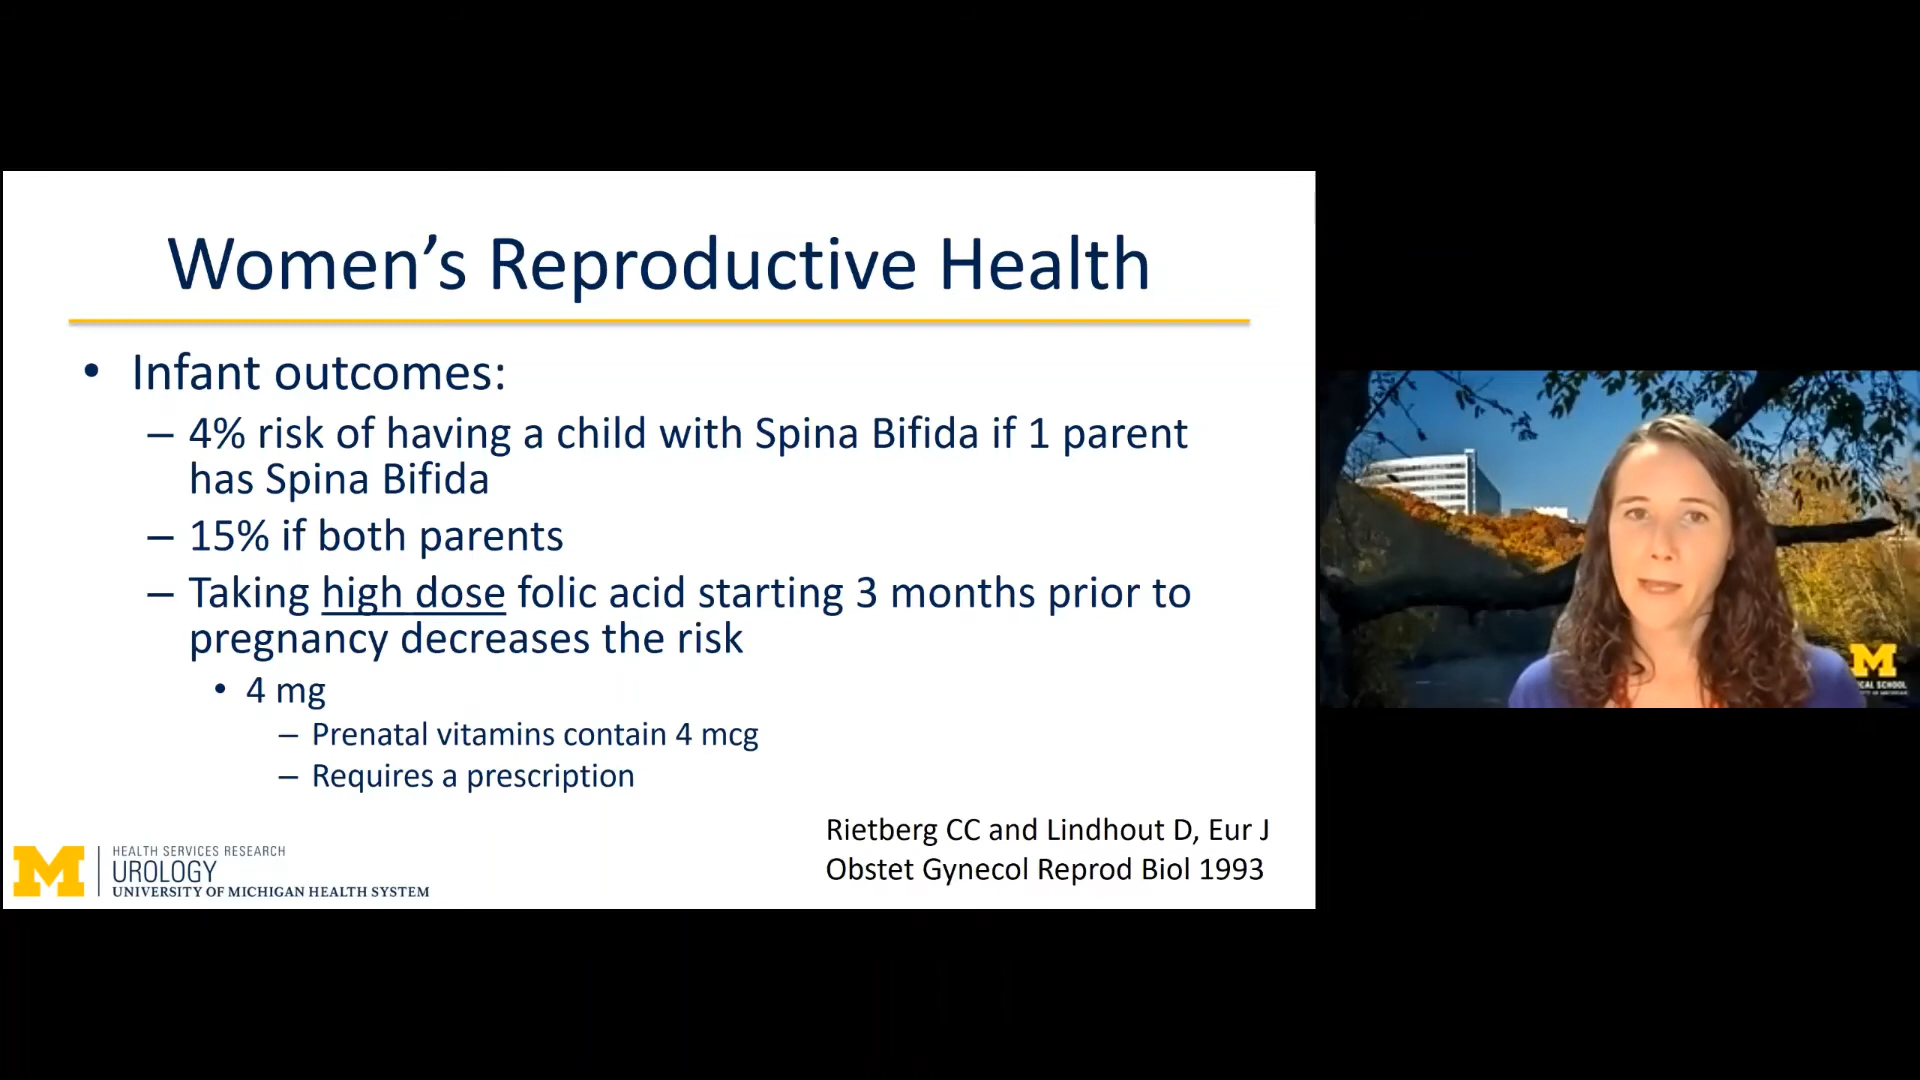 Women’s Reproductive Health
• Infant outcomes:
– 4% risk of having a child with Spina Bifida if 1 parent
has Spina Bifida
– 15% if both parents
– Taking high dose folic acid starting 3 months prior to
pregnancy decreases the risk
• 4 mg
– Prenatal vitamins contain 4 mcg
– Requires a prescription
Rietberg CC and Lindhout D, Eur J
Obstet Gynecol Reprod Biol 1993
M
HEALTH SERVICES RESEARCH
UROLOGY
UNIVERSITY OF MICHIGAN HEALTH SYSTEM
M
SCHOOL